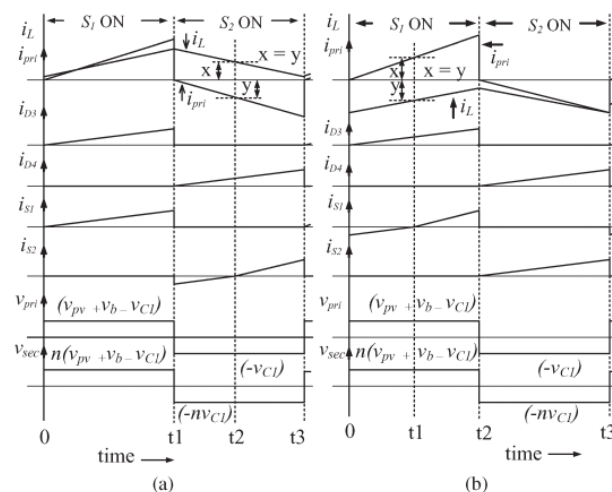 S1 ON S2 ON
iL
ipri
iL
x = y
x
y
ipri
iD3
iD4
iS1
iS2
vpri
(vpv + vb – vC1)
vsec
n(vpv + vb – vC1)
(-vC1)
(-nvC1)
0 t1 t2 t3
time
(a)
S1 ON S2 ON
iL
ipri
ipri
x x = y
y
iL
iD3
iD4
iS1
iS2
vpri
(vpv + vb – vC1)
vsec
n(vpv + vb – vC1)
(-vC1)
(-nvC1)
0 t1 t2 t3
time
(b)